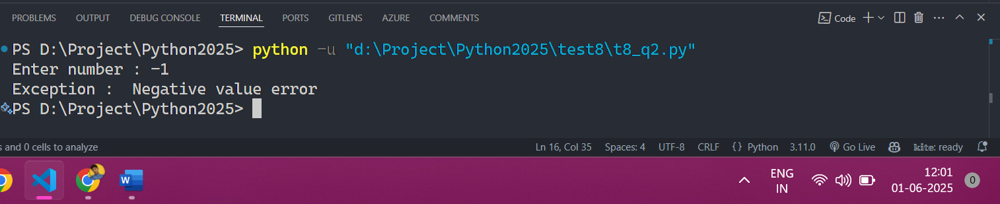 PROBLEMS OUTPUT DEBUG CONSOLE TERMINAL PORTS GITLENS AZURE COMMENTS Code
PS D:\Project\Python2025> python -u "d:\Project\Python2025\test8\t8_q2.py"
Enter number : -1
Exception :  Negative value error
PS D:\Project\Python2025>
s and 0 cells to analyze Ln 16, Col 35 Spaces: 4 UTF-8 CRLF {} Python 3.11.0 Go Live kite: ready
W ENG 12:01 0
IN 01-06-2025